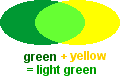 green + yellow
= light green